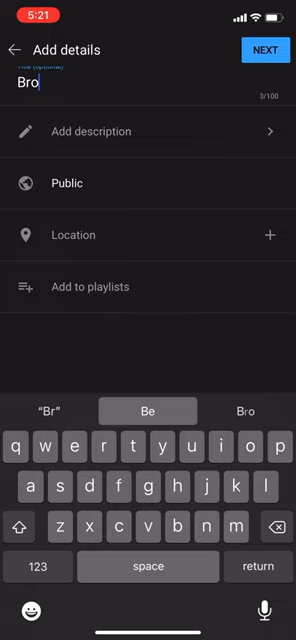 5:21
Add details
NEXT
Title (optional)
Bro
3/100
Add description
Public
Location
Add to playlists
“Br” Be Bro
q w e r t y u i o p
a s d f g h j k l
z x c v b n m
123 space return